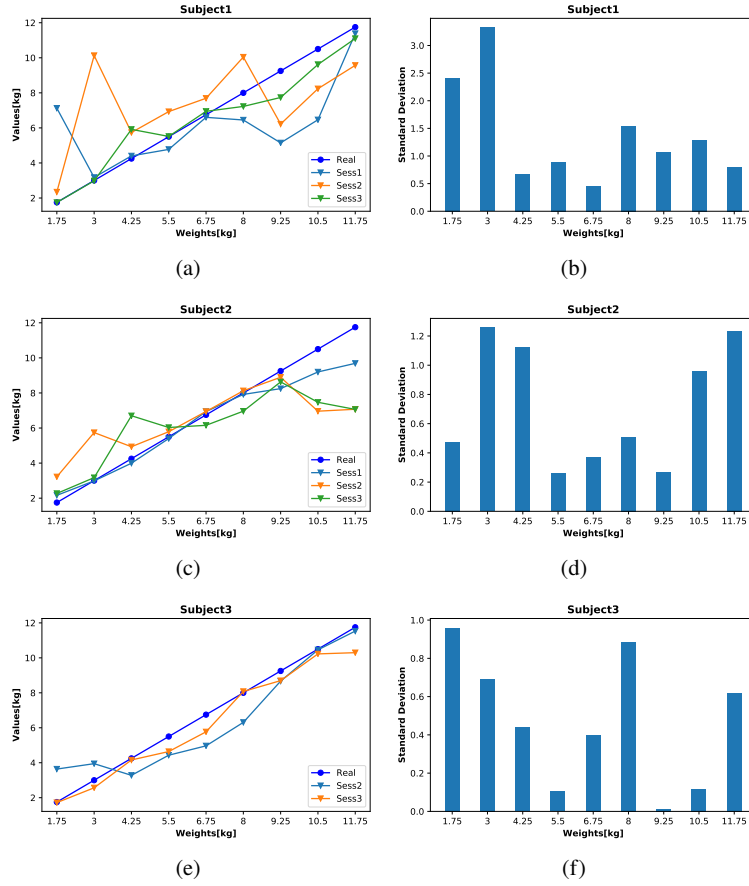 Subject1
Values[kg]
12
10
8
6
4
2
Real
Sess1
Sess2
Sess3
1.75 3 4.25 5.5 6.75 8 9.25 10.5 11.75
Weights[kg]
(a)
Subject1
Standard Deviation
3.0
2.5
2.0
1.5
1.0
0.5
0.0
1.75 3 4.25 5.5 6.75 8 9.25 10.5 11.75
Weights[kg]
(b)
Subject2
Values[kg]
12
10
8
6
4
2
Real
Sess1
Sess2
Sess3
1.75 3 4.25 5.5 6.75 8 9.25 10.5 11.75
Weights[kg]
(c)
Subject2
Standard Deviation
1.2
1.0
0.8
0.6
0.4
0.2
0.0
1.75 3 4.25 5.5 6.75 8 9.25 10.5 11.75
Weights[kg]
(d)
Subject3
Values[kg]
12
10
8
6
4
2
Real
Sess2
Sess3
1.75 3 4.25 5.5 6.75 8 9.25 10.5 11.75
Weights[kg]
(e)
Subject3
Standard Deviation
1.0
0.8
0.6
0.4
0.2
0.0
1.75 3 4.25 5.5 6.75 8 9.25 10.5 11.75
Weights[kg]
(f)